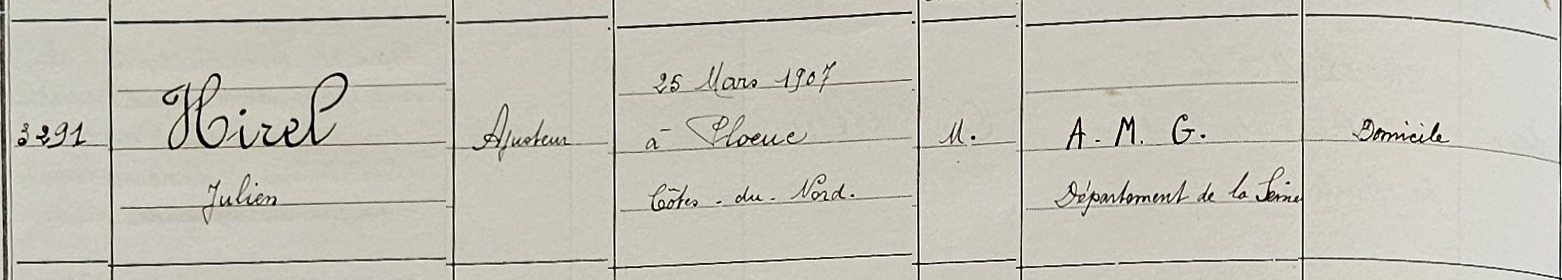 3291
Hirel
Julien
Ajusteur
25 Mars 1907
à Ploeuc
Côtes-du-Nord.
M.
A. M. G.
Département de la Seine
Domicile